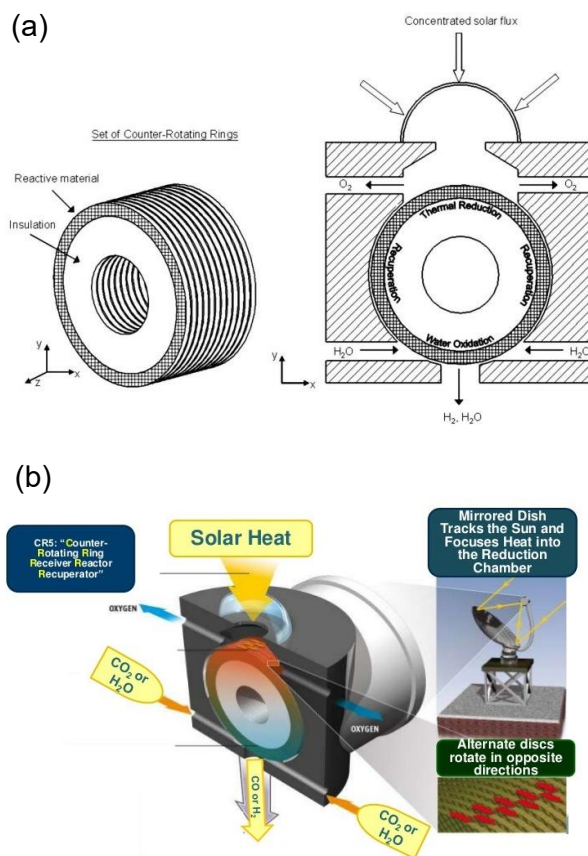 (a)
Concentrated solar flux
Set of Counter-Rotating Rings
Reactive material
Insulation
y
x
z
O2
O2
Thermal Reduction
Recuperation
Recuperation
Water Oxidation
H2O
H2O
y
x
H2, H2O
(b)
CR5: “Counter-
Rotating Ring
Receiver Reactor
Recuperator”
Solar Heat
Mirrored Dish
Tracks the Sun and
Focuses Heat into
the Reduction
Chamber
OXYGEN
CO2 or
H2O
OXYGEN
CO or H2
CO2 or
H2O
Alternate discs
rotate in opposite
directions